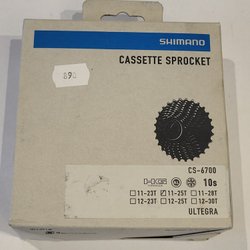 SHIMANO
CASSETTE SPROCKET
890
CS-6700
10s
11-23T 11-25T 11-28T
12-23T 12-25T 12-30T
ULTEGRA